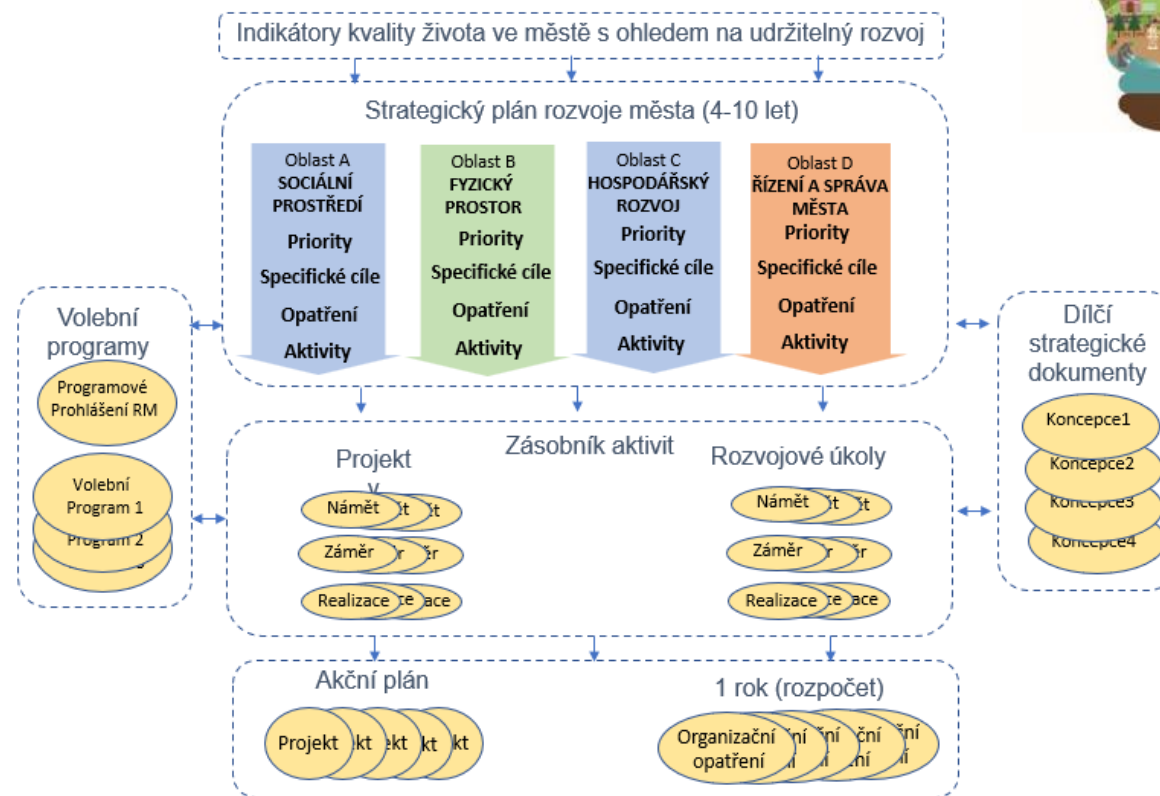 Indikátory kvality života ve městě s ohledem na udržitelný rozvoj
Strategický plán rozvoje města (4-10 let)
Oblast A
SOCIÁLNÍ
PROSTŘEDÍ
Priority
Specifické cíle
Opatření
Aktivity
Oblast B
FYZICKÝ
PROSTOR
Priority
Specifické cíle
Opatření
Aktivity
Oblast C
HOSPODÁŘSKÝ
ROZVOJ
Priority
Specifické cíle
Opatření
Aktivity
Oblast D
ŘÍZENÍ A SPRÁVA
MĚSTA
Priority
Specifické cíle
Opatření
Aktivity
Volební
programy
Programové
Prohlášení RM
Volební
Program 1
Program 2
Dílčí
strategické
dokumenty
Koncepce1
Koncepce2
Koncepce3
Koncepce4
Zásobník aktivit
Projekt
y
Námět
Záměr
Realizace
Rozvojové úkoly
Námět
Záměr
Realizace
Akční plán
Projekt
1 rok (rozpočet)
Organizační
opatření